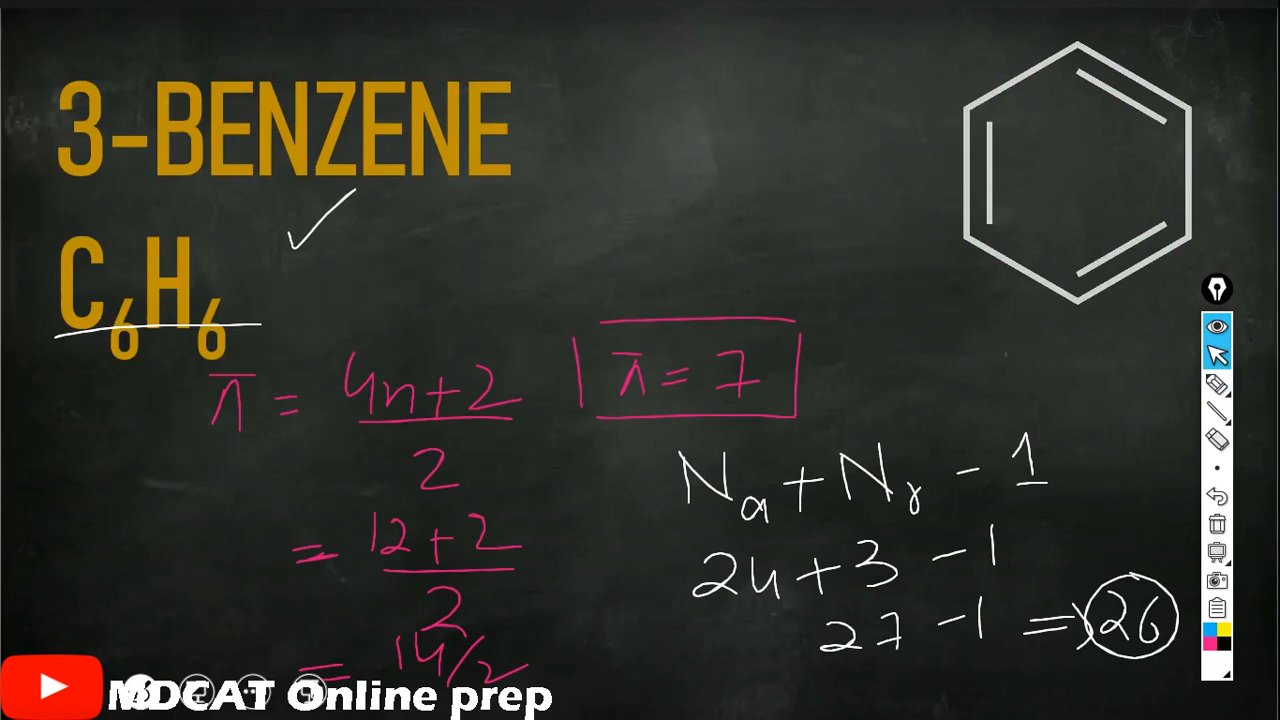 3-BENZENE
C₆H₆
π = 4n+2
2
= 12+2
2
= 14/2
π = 7
Na + Nr - 1
24+3 - 1
27 - 1 = 26
MDCAT Online prep